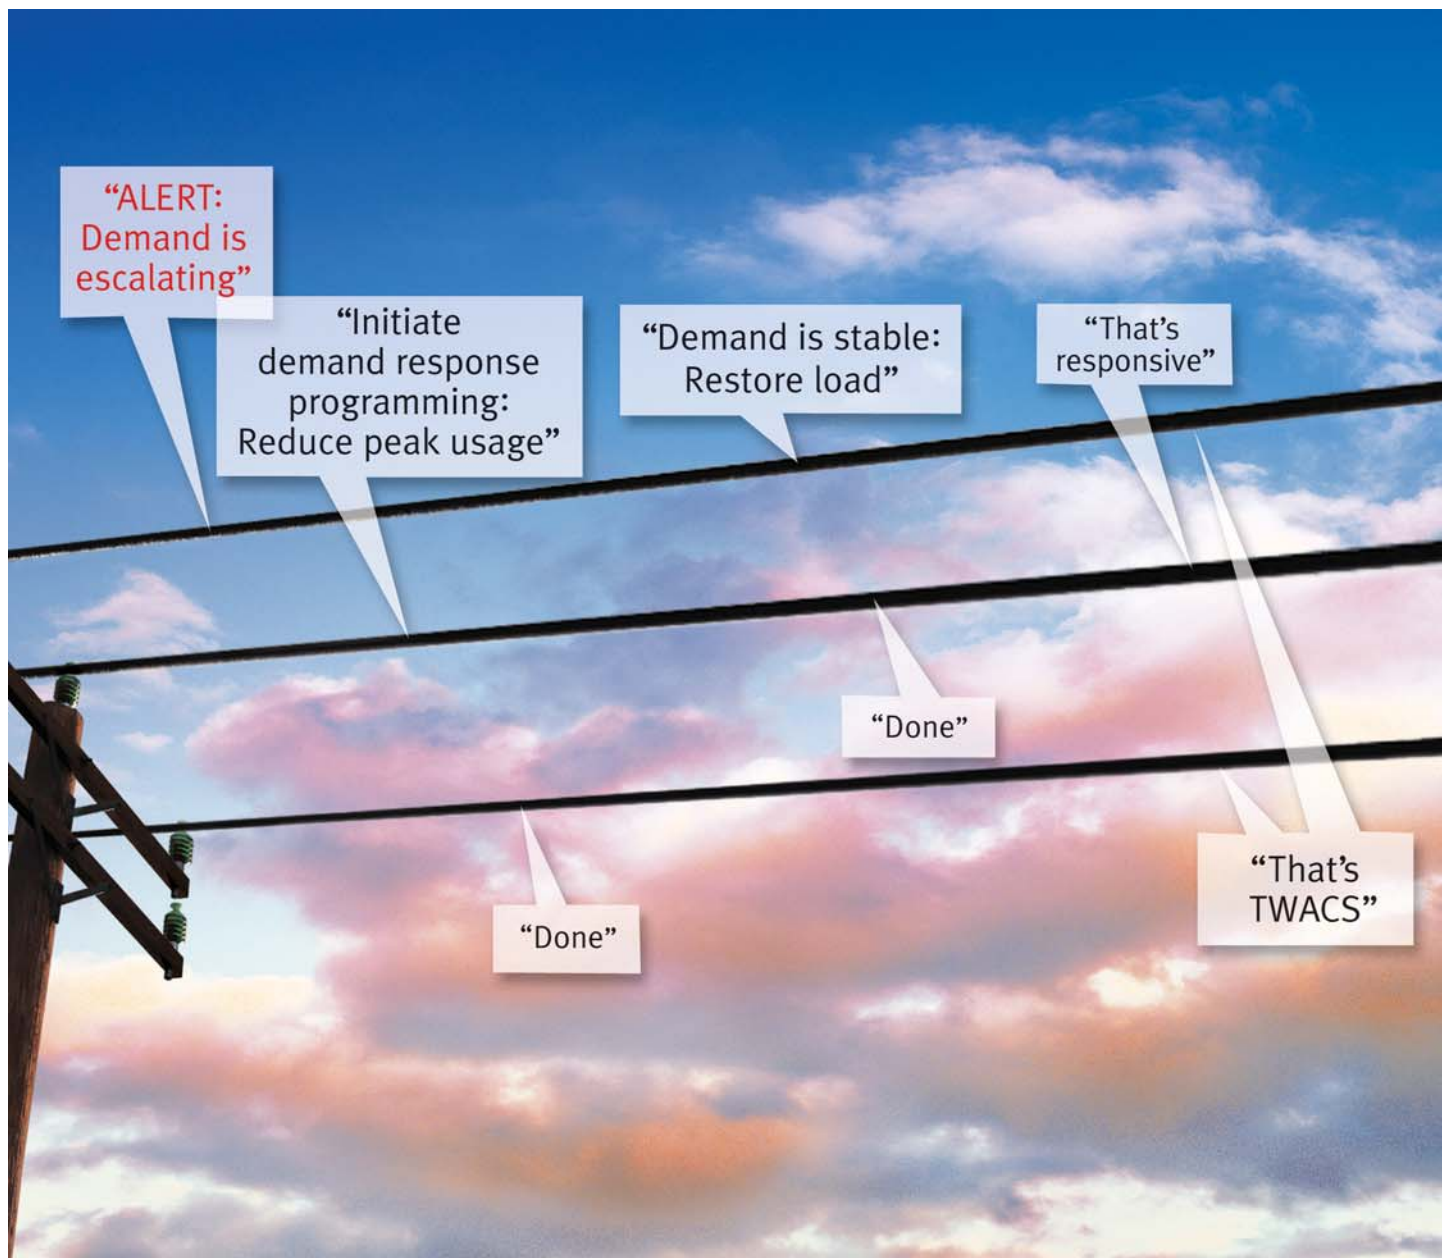 “ALERT:
Demand is
escalating”
“Initiate
demand response
programming:
Reduce peak usage”
“Demand is stable:
Restore load”
“That’s
responsive”
“Done”
“Done”
“That’s
TWACS”